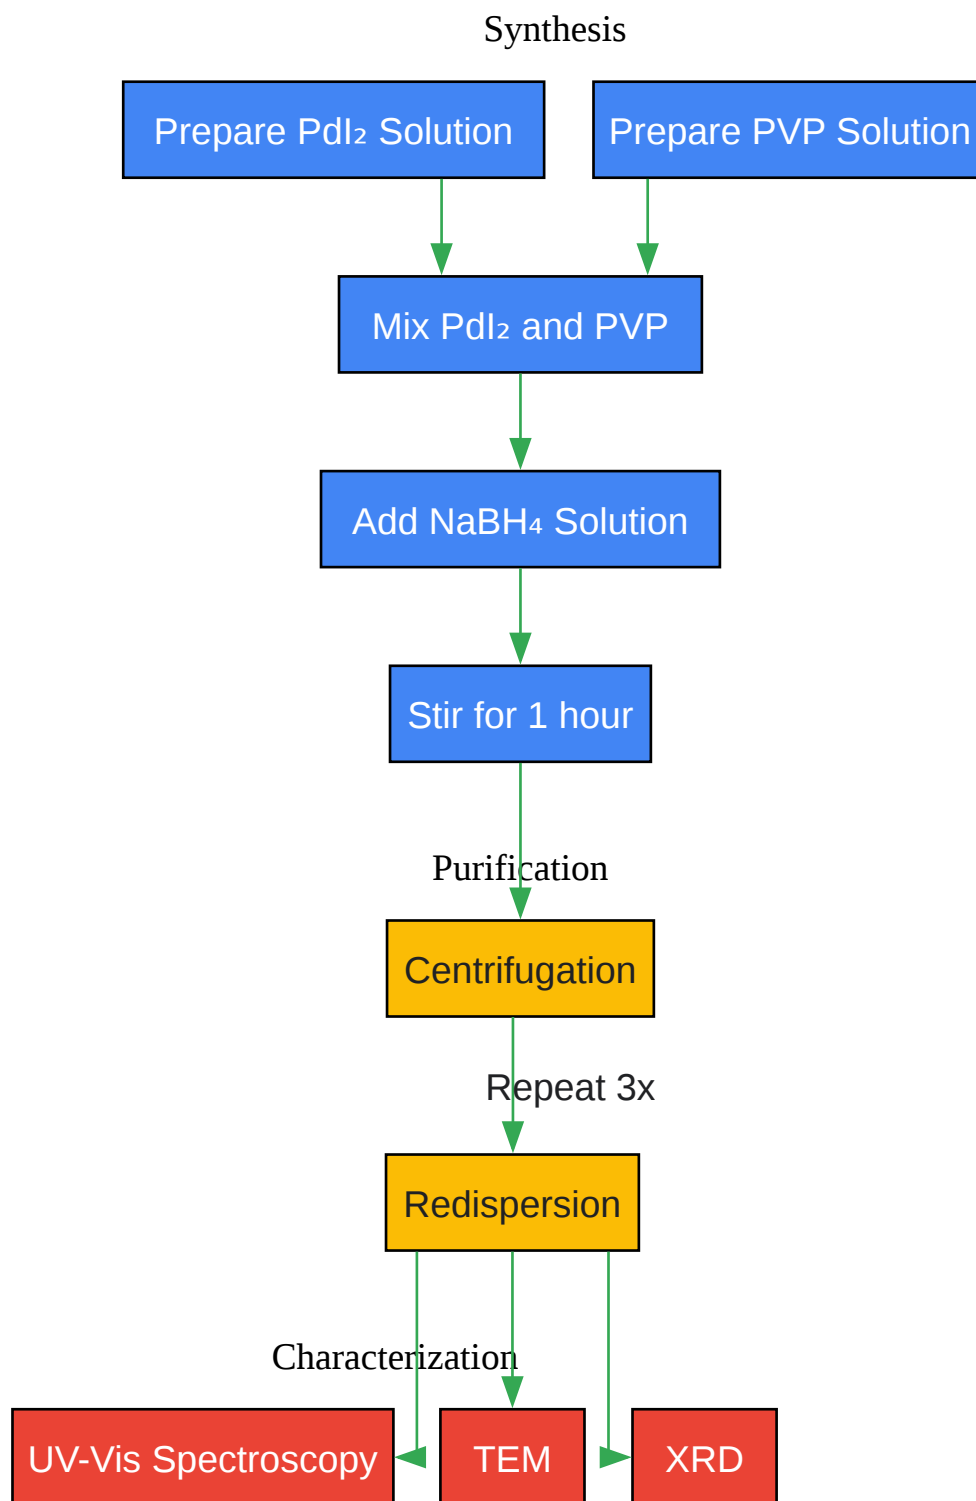 Synthesis
Prepare PdI₂ Solution
Prepare PVP Solution
Mix PdI₂ and PVP
Add NaBH₄ Solution
Stir for 1 hour
Purification
Centrifugation
Repeat 3x
Redispersion
Characterization
UV-Vis Spectroscopy
TEM
XRD